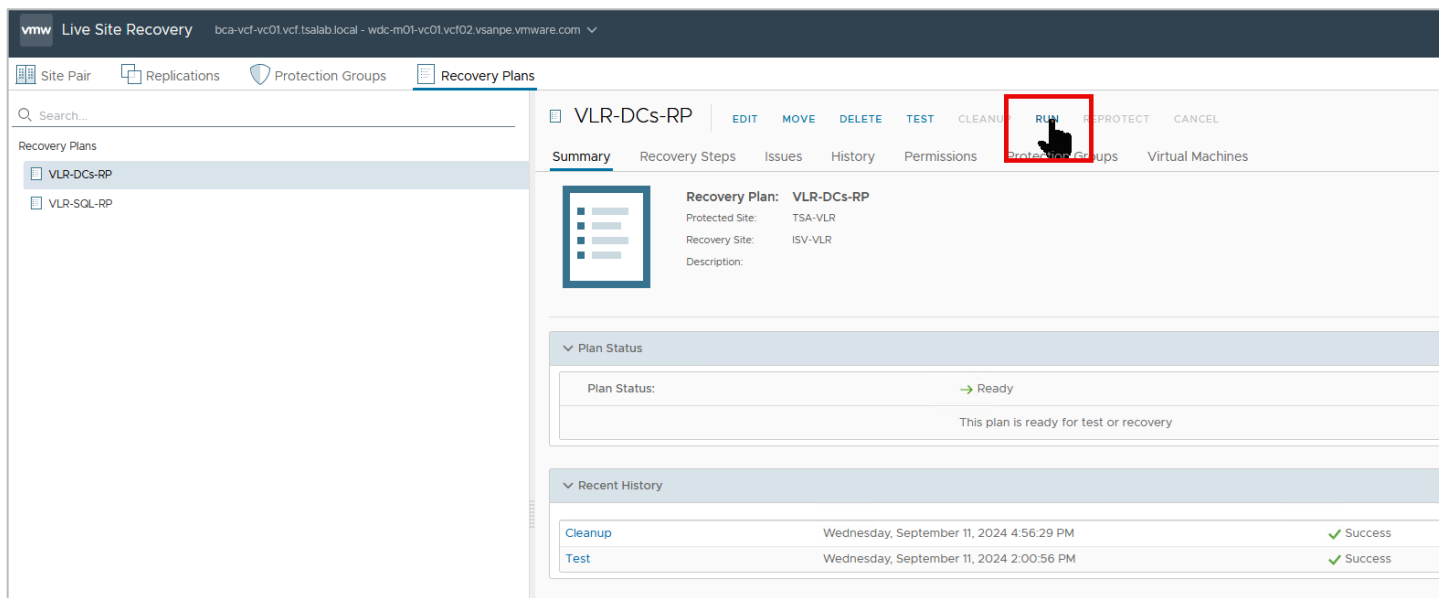 vmw Live Site Recovery bca-vcf-vc01.vcf.tsalab.local - wdc-m01-vc01.vcf02.vsanpe.vmware.com
Site Pair Replications Protection Groups Recovery Plans
Search...
Recovery Plans
VLR-DCs-RP
VLR-SQL-RP
VLR-DCs-RP EDIT MOVE DELETE TEST CLEANUP RUN REPROTECT CANCEL
Summary Recovery Steps Issues History Permissions Protection Groups Virtual Machines
Recovery Plan: VLR-DCs-RP
Protected Site: TSA-VLR
Recovery Site: ISV-VLR
Description:
Plan Status
Plan Status: Ready
This plan is ready for test or recovery
Recent History
Cleanup Wednesday, September 11, 2024 4:56:29 PM Success
Test Wednesday, September 11, 2024 2:00:56 PM Success